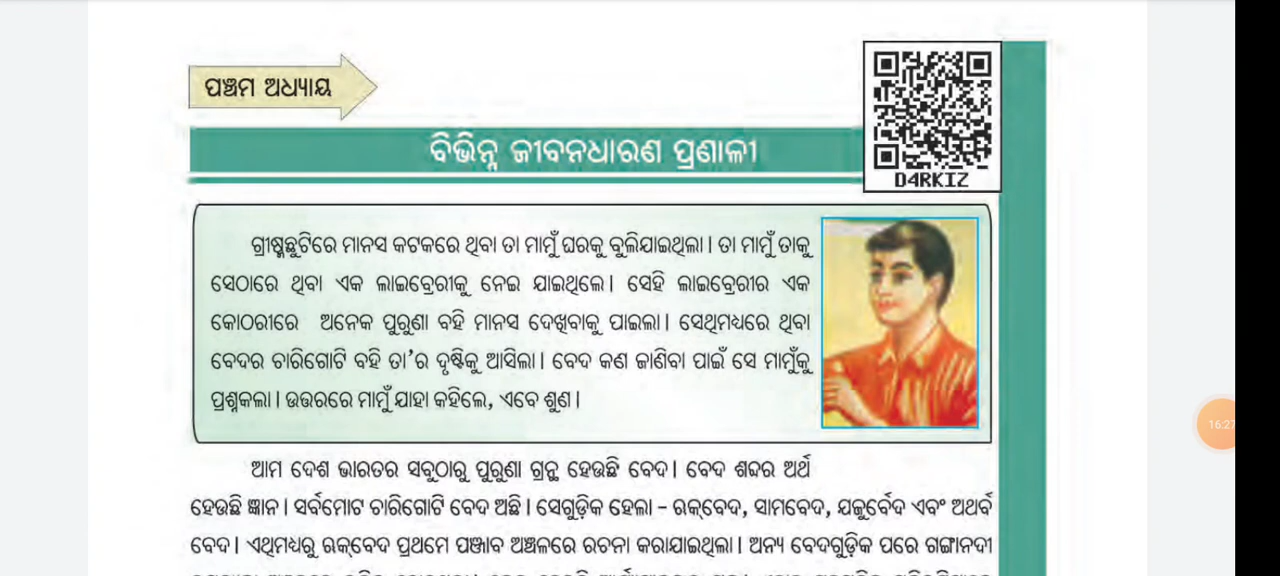 ପଞ୍ଚମ ଅଧ୍ୟାୟ
ବିଭିନ୍ନ ଜୀବନଧାରଣ ପ୍ରଣାଳୀ
D4RKIZ
ଗ୍ରୀଷ୍ମଛୁଟିରେ ମାନସ କଟକରେ ଥିବା ତା ମାମୁଁ ଘରକୁ ବୁଲିଯାଇଥିଲା । ତା ମାମୁଁ ତାକୁ
ସେଠାରେ ଥିବା ଏକ ଲାଇବ୍ରେରୀକୁ ନେଇ ଯାଇଥିଲେ । ସେହି ଲାଇବ୍ରେରୀର ଏକ
କୋଠରୀରେ ଅନେକ ପୁରୁଣା ବହି ମାନସ ଦେଖିବାକୁ ପାଇଲା । ସେଥିମଧ୍ୟରେ ଥିବା
ବେଦର ଚାରିଗୋଟି ବହି ତା’ର ଦୃଷ୍ଟିକୁ ଆସିଲା । ବେଦ କଣ ଜାଣିବା ପାଇଁ ସେ ମାମୁଁକୁ
ପ୍ରଶ୍ନକଲା । ଉତ୍ତରରେ ମାମୁଁ ଯାହା କହିଲେ, ଏବେ ଶୁଣ ।
ଆମ ଦେଶ ଭାରତର ସବୁଠାରୁ ପୁରୁଣା ଗ୍ରନ୍ଥ ହେଉଛି ବେଦ । ବେଦ ଶବ୍ଦର ଅର୍ଥ
ହେଉଛି ଜ୍ଞାନ । ସର୍ବମୋଟ ଚାରିଗୋଟି ବେଦ ଅଛି । ସେଗୁଡ଼ିକ ହେଲା – ଋକ୍‌ବେଦ, ସାମବେଦ, ଯଜୁର୍ବେଦ ଏବଂ ଅଥର୍ବ
ବେଦ । ଏଥିମଧ୍ୟରୁ ଋକ୍‌ବେଦ ପ୍ରଥମେ ପଞ୍ଜାବ ଅଞ୍ଚଳରେ ରଚନା କରାଯାଇଥିଲା । ଅନ୍ୟ ବେଦଗୁଡ଼ିକ ପରେ ଗଙ୍ଗାନଦୀ
16:27